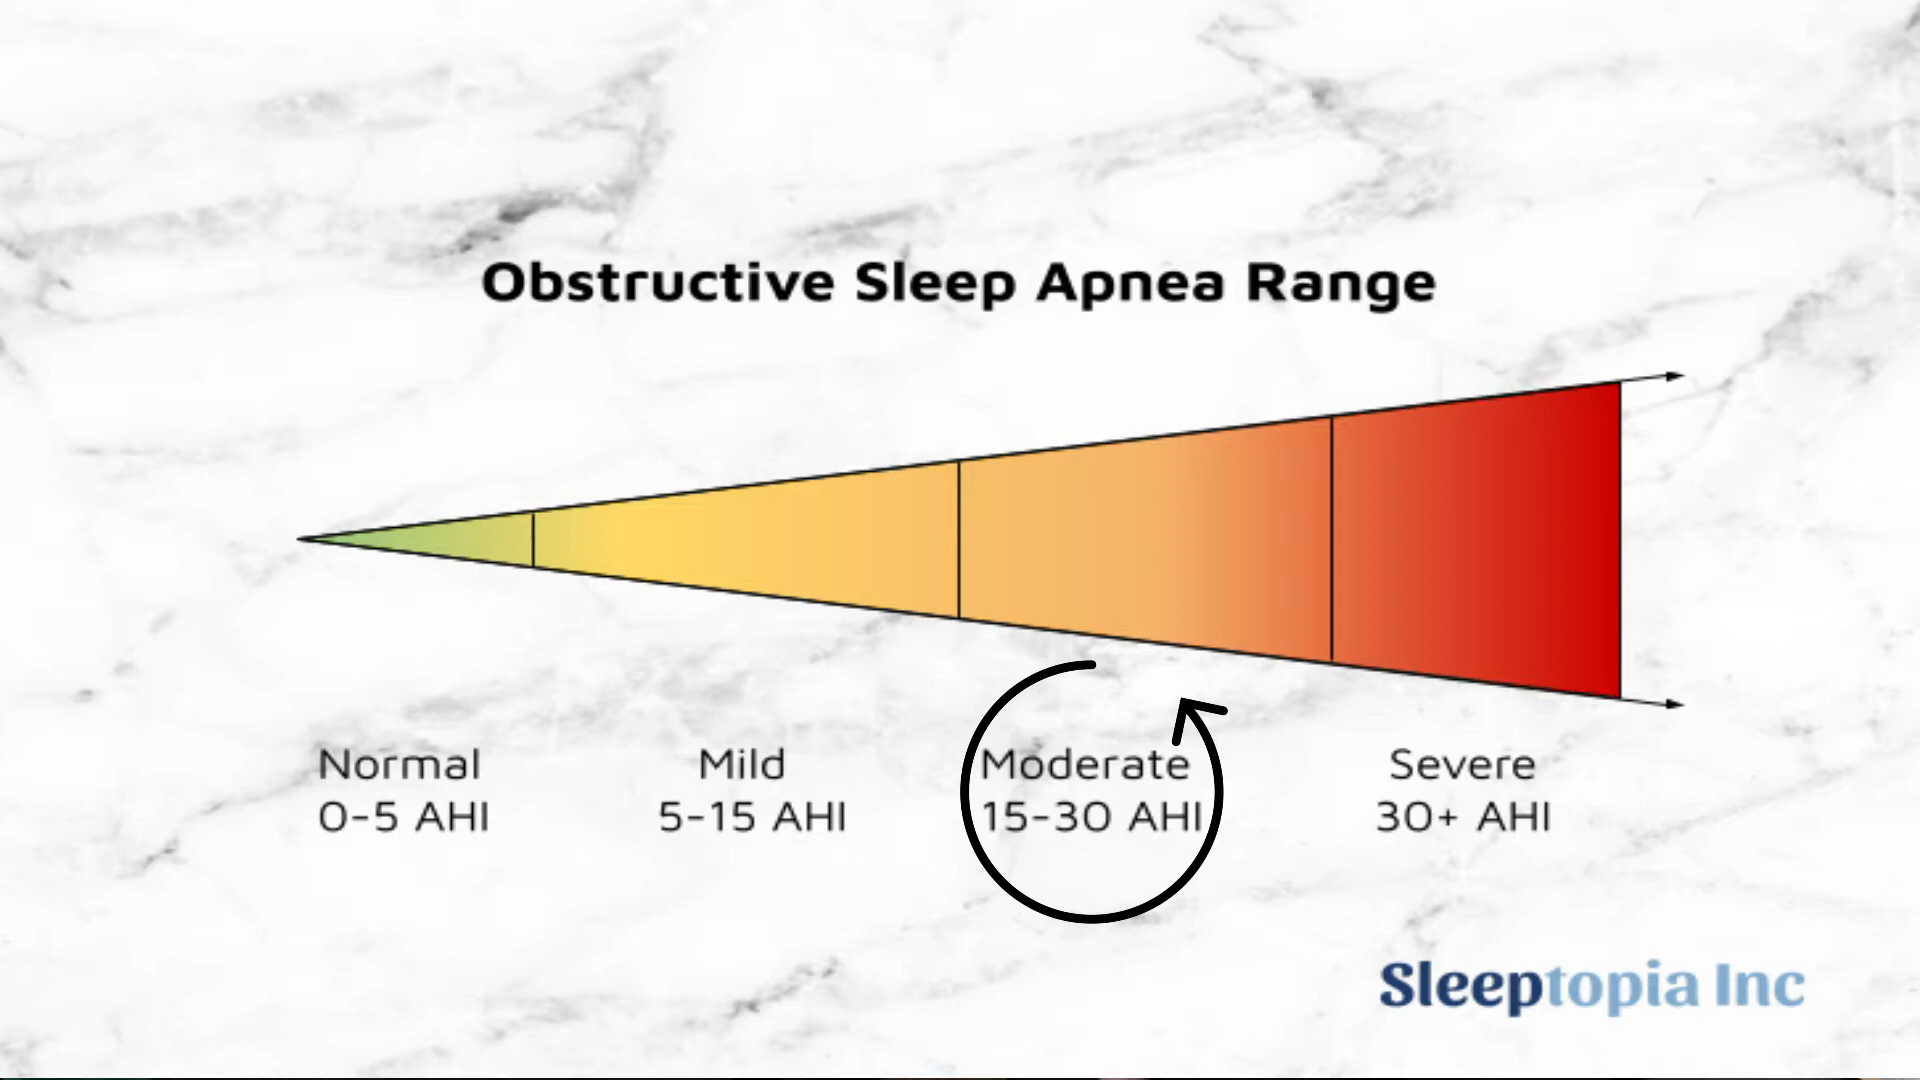 Obstructive Sleep Apnea Range
Normal
0-5 AHI
Mild
5-15 AHI
Moderate
15-30 AHI
Severe
30+ AHI
Sleeptopia Inc